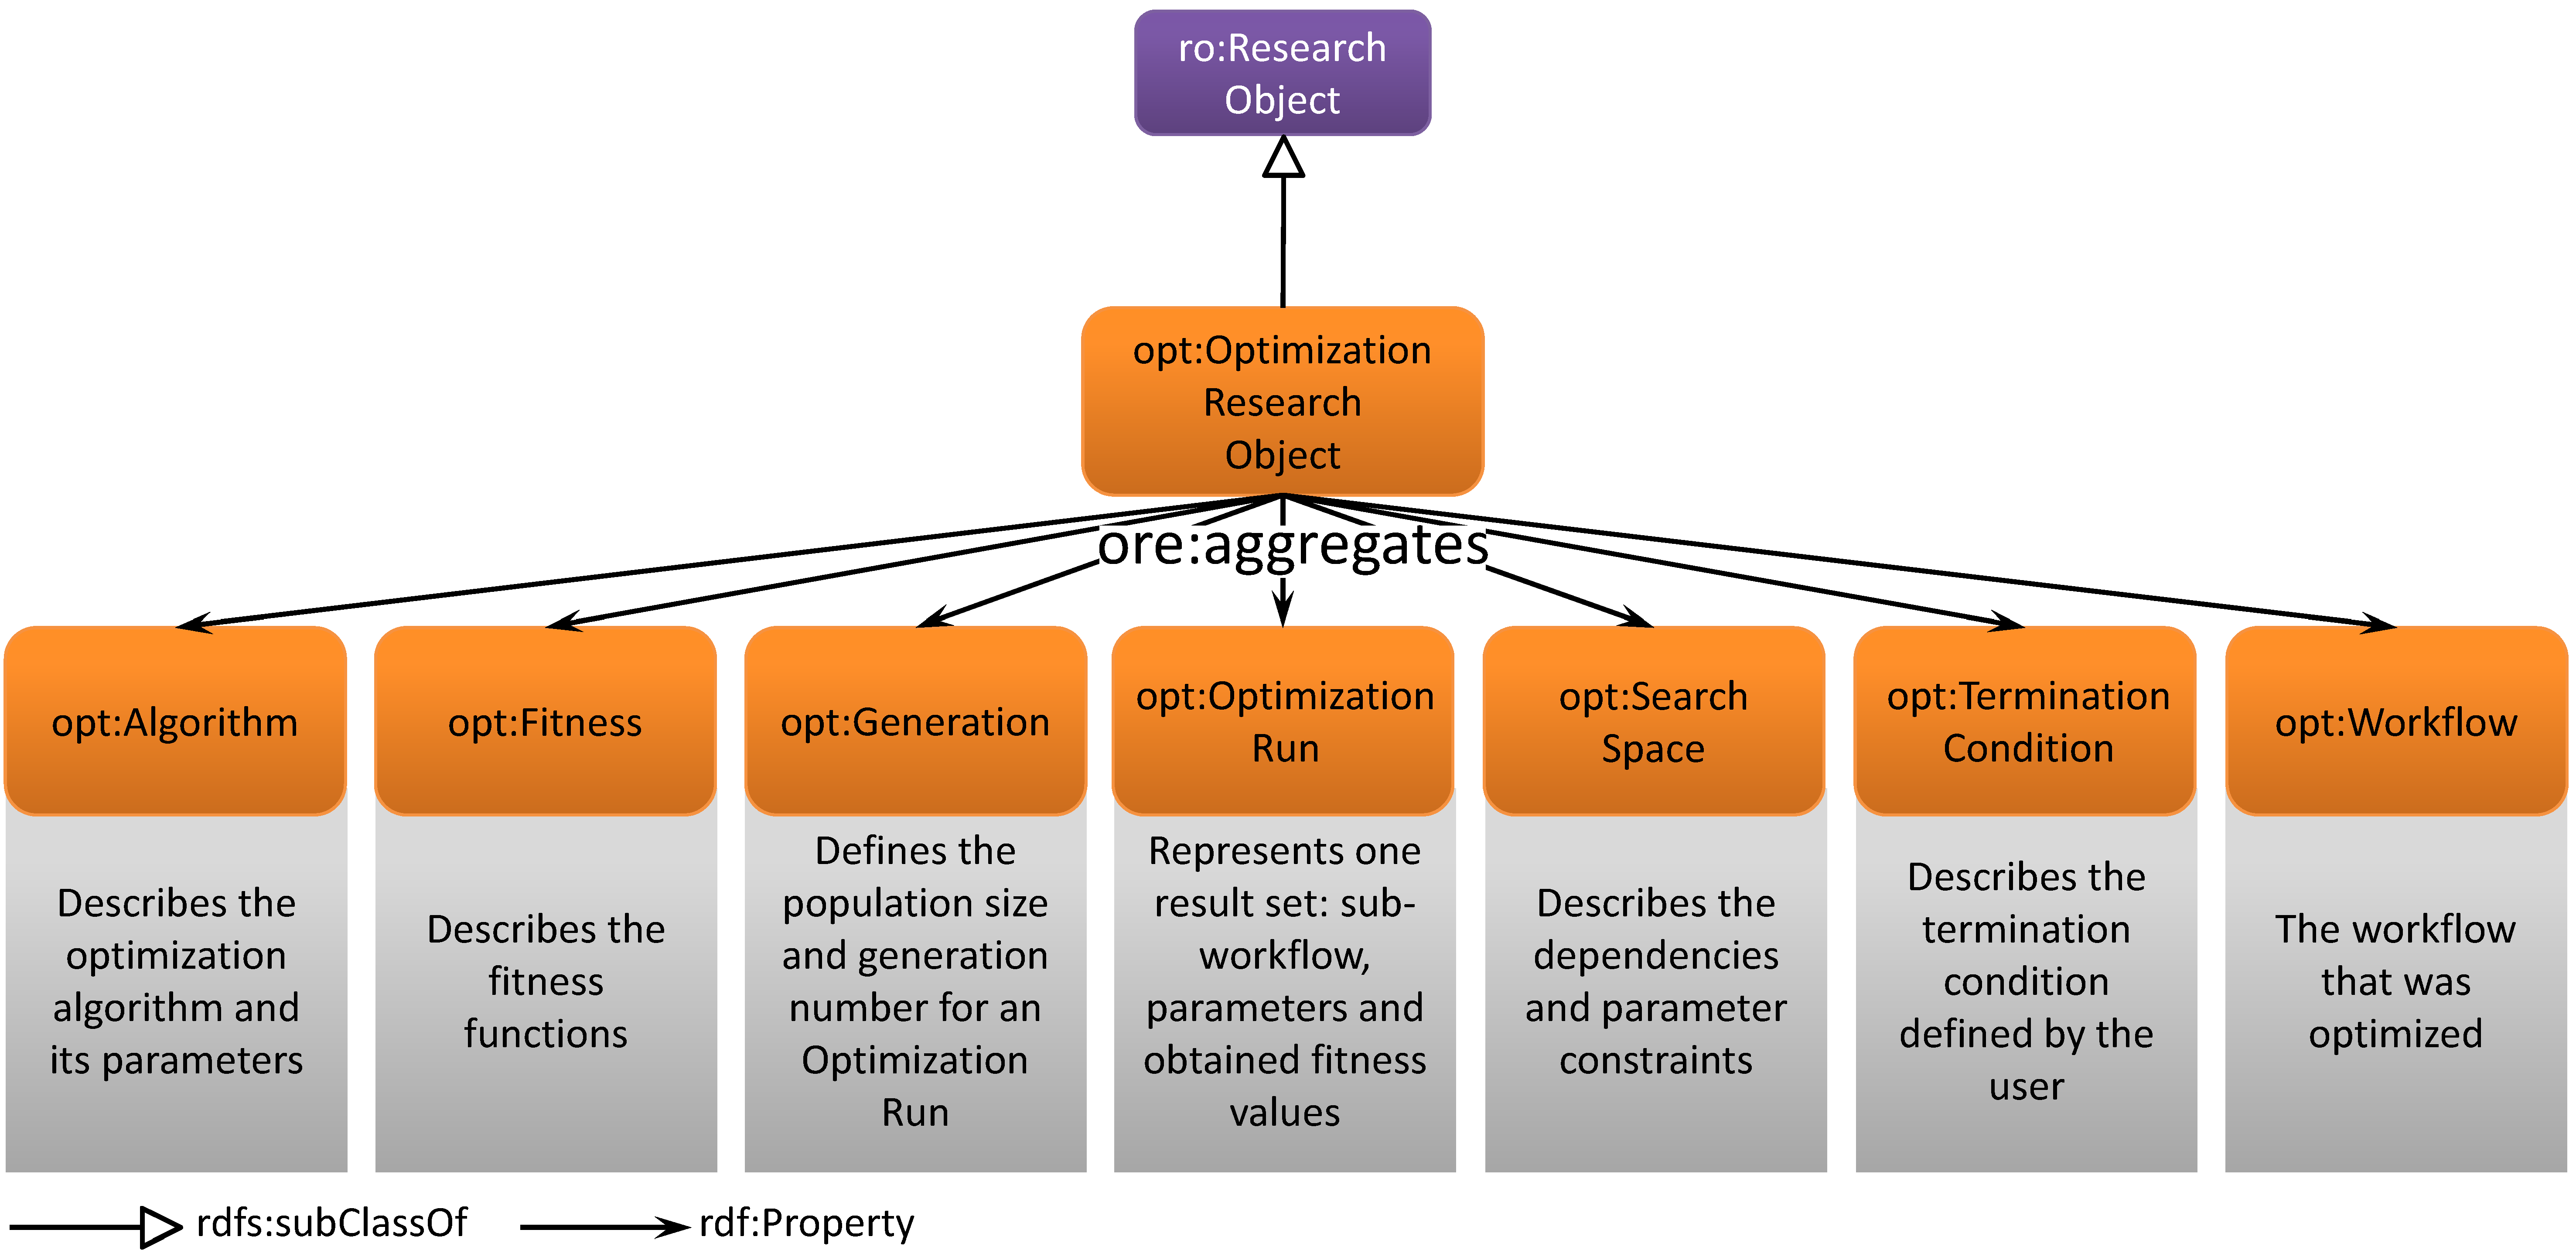 ro:Research
Object
opt:Optimization
Research
Object
ore:aggregates
opt:Algorithm
opt:Fitness
opt:Generation
opt:Optimization
Run
opt:Search
Space
opt:Termination
Condition
opt:Workflow
Describes the
optimization
algorithm and
its parameters
Describes the
fitness
functions
Defines the
population size
and generation
number for an
Optimization
Run
Represents one
result set: sub-
workflow,
parameters and
obtained fitness
values
Describes the
dependencies
and parameter
constraints
Describes the
termination
condition
defined by the
user
The workflow
that was
optimized
rdfs:subClassOf
rdf:Property